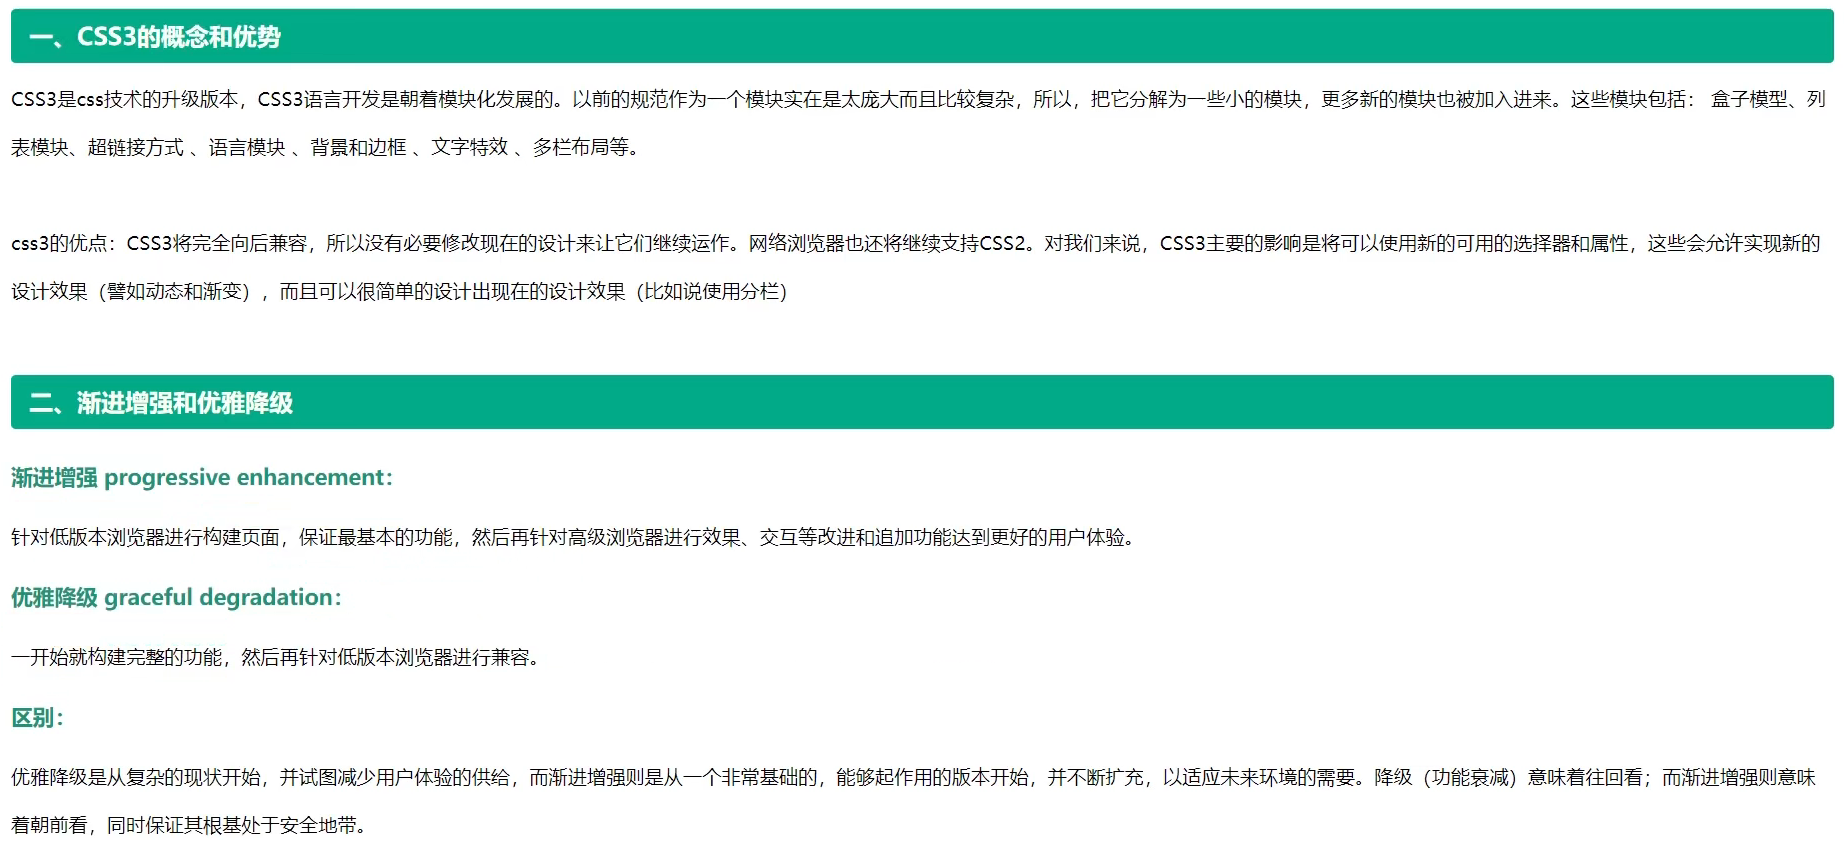 一、CSS3的概念和优势
CSS3是css技术的升级版本，CSS3语言开发是朝着模块化发展的。以前的规范作为一个模块实在是太庞大而且比较复杂，所以，把它分解为一些小的模块，更多新的模块也被加入进来。这些模块包括： 盒子模型、列
表模块、超链接方式 、语言模块 、背景和边框 、文字特效 、多栏布局等。
css3的优点：CSS3将完全向后兼容，所以没有必要修改现在的设计来让它们继续运作。网络浏览器也还将继续支持CSS2。对我们来说，CSS3主要的影响是将可以使用新的可用的选择器和属性，这些会允许实现新的
设计效果（譬如动态和渐变），而且可以很简单的设计出现在的设计效果（比如说使用分栏）
二、渐进增强和优雅降级
渐进增强 progressive enhancement：
针对低版本浏览器进行构建页面，保证最基本的功能，然后再针对高级浏览器进行效果、交互等改进和追加功能达到更好的用户体验。
优雅降级 graceful degradation：
一开始就构建完整的功能，然后再针对低版本浏览器进行兼容。
区别：
优雅降级是从复杂的现状开始，并试图减少用户体验的供给，而渐进增强则是从一个非常基础的，能够起作用的版本开始，并不断扩充，以适应未来环境的需要。降级（功能衰减）意味着往回看；而渐进增强则意味
着朝前看，同时保证其根基处于安全地带。